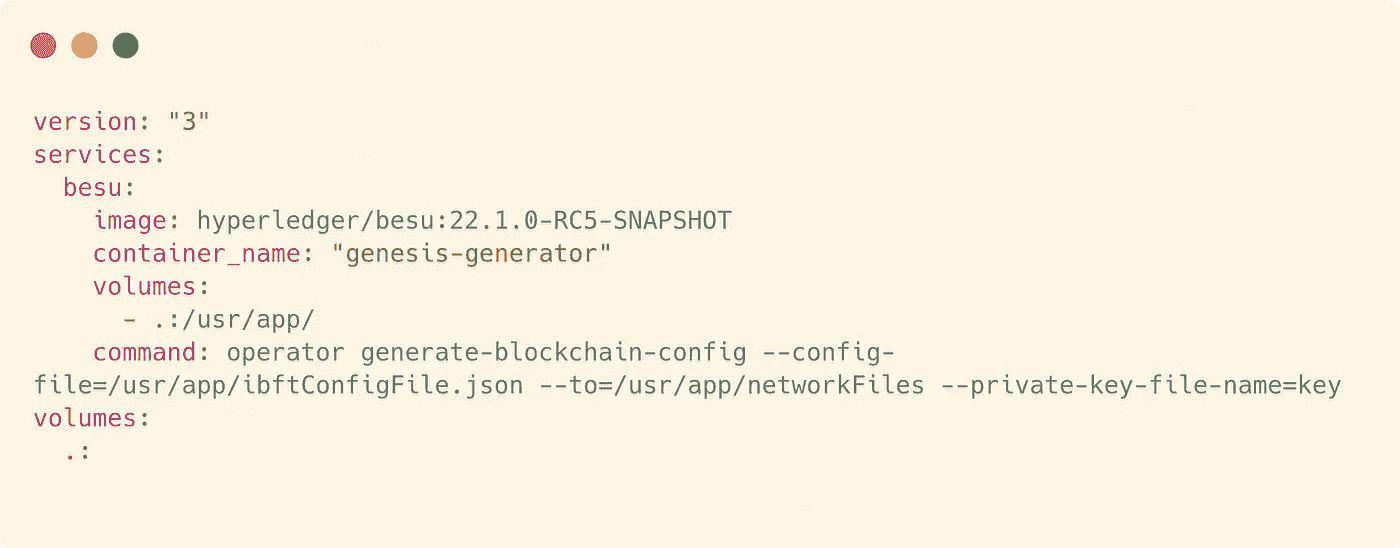 version: "3"
services:
  besu:
    image: hyperledger/besu:22.1.0-RC5-SNAPSHOT
    container_name: "genesis-generator"
    volumes:
      - .:/usr/app/
    command: operator generate-blockchain-config --config-
file=/usr/app/ibftConfigFile.json --to=/usr/app/networkFiles --private-key-file-name=key
volumes:
  .: